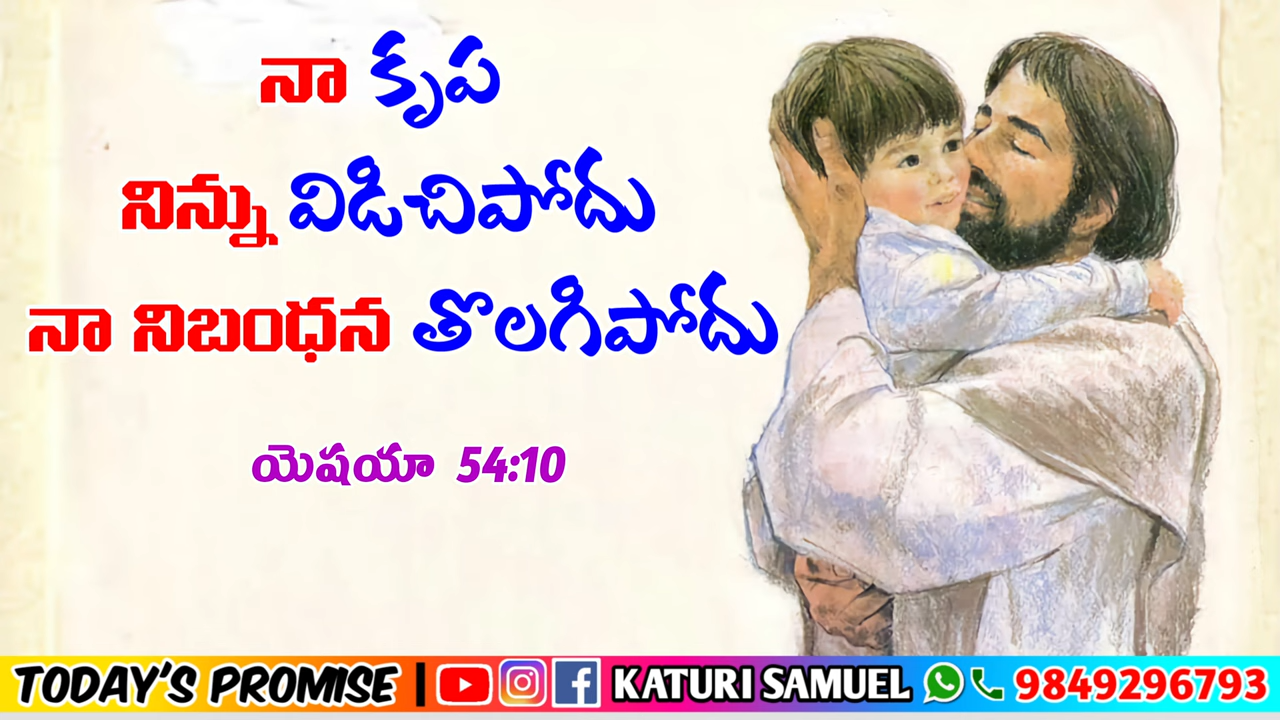 నా కృప
నిన్ను విడిచిపోదు
నా నిబంధన తొలగిపోదు
యెషయా 54:10
TODAY'S PROMISE | KATURI SAMUEL 9849296793